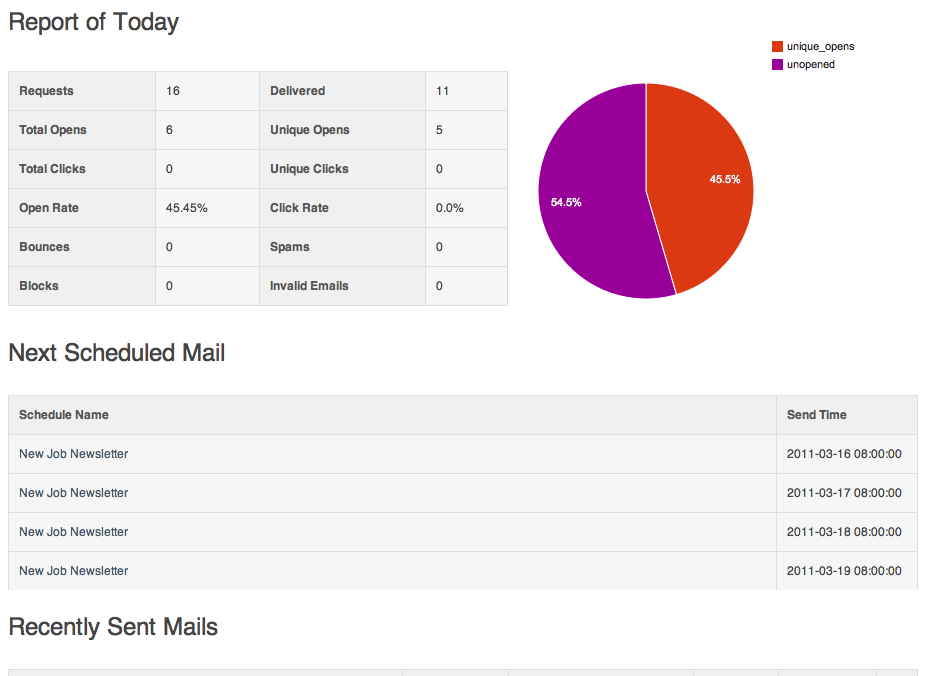 Report of Today
unique_opens
unopened
Requests 16 Delivered 11
Total Opens 6 Unique Opens 5
Total Clicks 0 Unique Clicks 0
Open Rate 45.45% Click Rate 0.0%
Bounces 0 Spams 0
Blocks 0 Invalid Emails 0
45.5%
54.5%
Next Scheduled Mail
Schedule Name Send Time
New Job Newsletter 2011-03-16 08:00:00
New Job Newsletter 2011-03-17 08:00:00
New Job Newsletter 2011-03-18 08:00:00
New Job Newsletter 2011-03-19 08:00:00
Recently Sent Mails